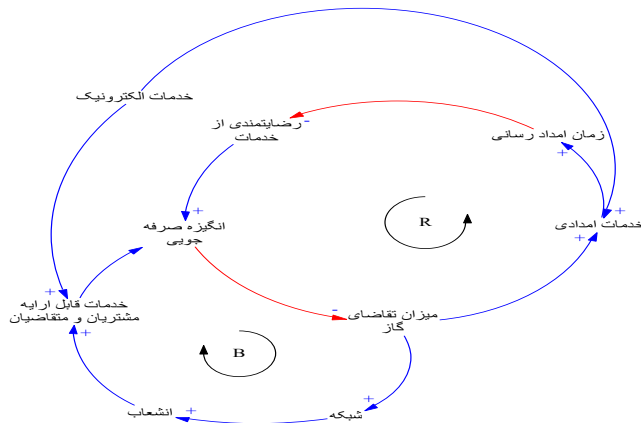 خدمات الکترونیک
رضایتمندی از
خدمات
-
زمان امداد رسانی
+
+
انگیزه صرفه
جویی
R
+
+
خدمات امدادی
+
خدمات قابل ارایه
مشتریان و متقاضیان
+
-
میزان تقاضای
گاز
B
+
شبکه
+
انشعاب